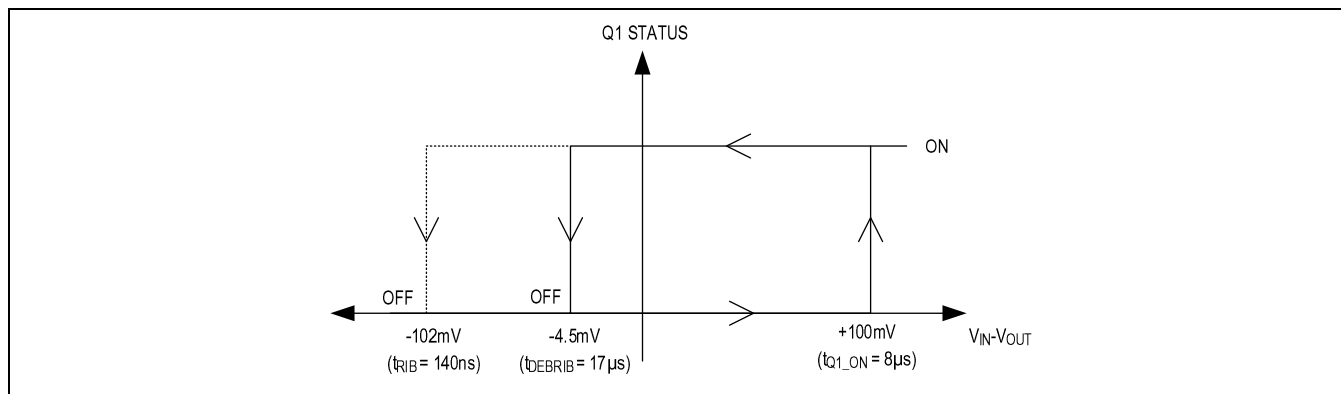 Q1 STATUS
ON
OFF
OFF
-102mV
(tRIB = 140ns)
-4.5mV
(tDEBRIB = 17µs)
+100mV
(tQ1_ON = 8µs)
VIN-VOUT